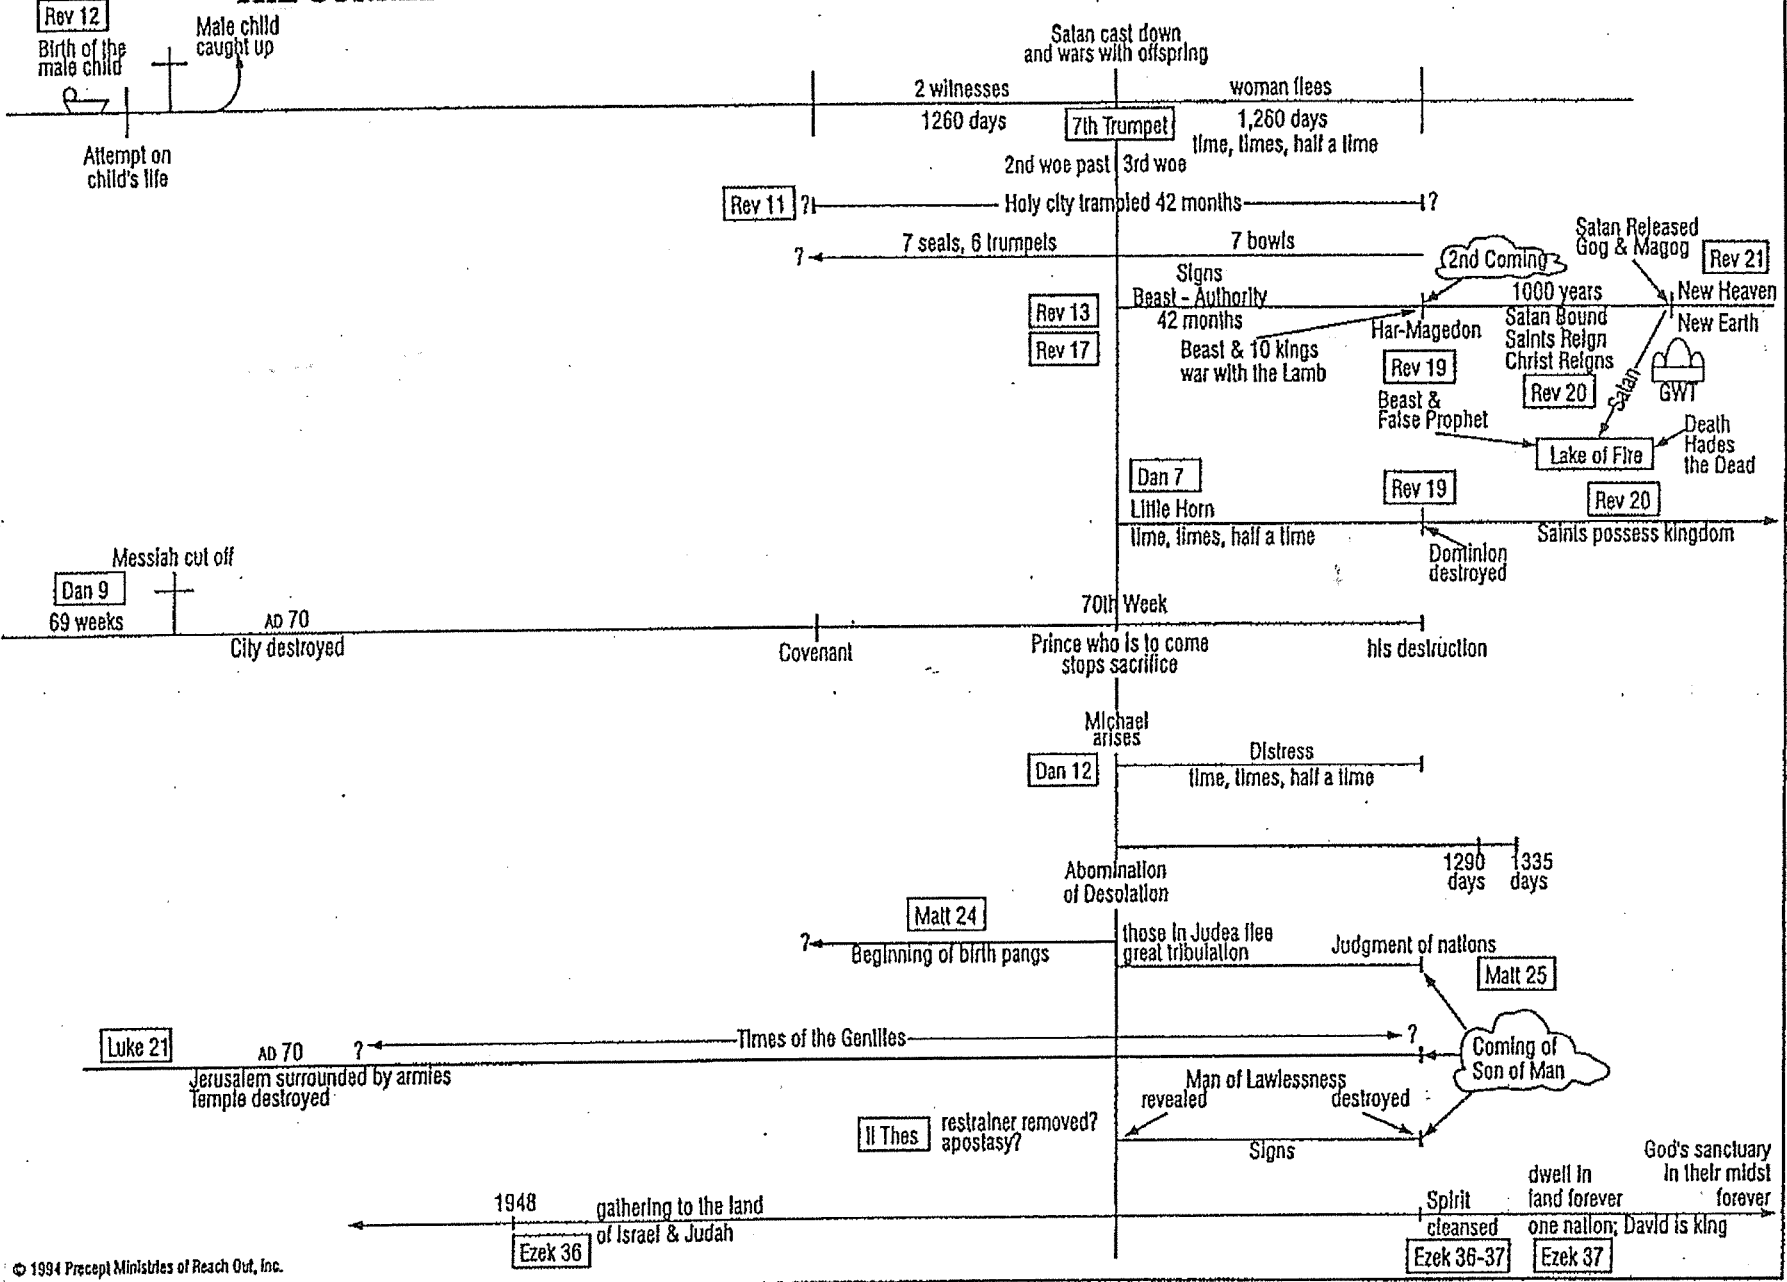 Rev 12
Birth of the
male child
Male child
caught up
Attempt on
child's life
Satan cast down
and wars with offspring
2 witnesses
1260 days
7th Trumpet
woman flees
1,260 days
time, times, half a time
2nd woe past
3rd woe
Rev 11
?
Holy city trampled 42 months
?
?
7 seals, 6 trumpets
7 bowls
2nd Coming
Satan Released
Gog & Magog
Rev 21
Signs
Beast - Authority
42 months
Rev 13
Rev 17
Beast & 10 kings
war with the Lamb
Har-Magedon
Rev 19
1000 years
Satan Bound
Saints Reign
Christ Reigns
Rev 20
New Heaven
New Earth
GWT
Satan
Beast &
False Prophet
Lake of Fire
Death
Hades
the Dead
Dan 7
Little Horn
time, times, half a time
Rev 19
Rev 20
Saints possess kingdom
Dominion
destroyed
Messiah cut off
Dan 9
69 weeks
AD 70
City destroyed
Covenant
70th Week
Prince who is to come
stops sacrifice
his destruction
Michael
arises
Dan 12
Distress
time, times, half a time
1290
days
1335
days
Abomination
of Desolation
Matt 24
?
Beginning of birth pangs
those in Judea flee
great tribulation
Judgment of nations
Matt 25
Luke 21
AD 70
?
Times of the Gentiles
?
Jerusalem surrounded by armies
Temple destroyed
Coming of
Son of Man
Man of Lawlessness
revealed
destroyed
II Thes
restrainer removed?
apostasy?
Signs
1948
gathering to the land
of Israel & Judah
Ezek 36
Spirit
cleansed
Ezek 36-37
dwell in
land forever
one nation; David is king
Ezek 37
God's sanctuary
in their midst
forever
© 1994 Precept Ministries of Reach Out, Inc.